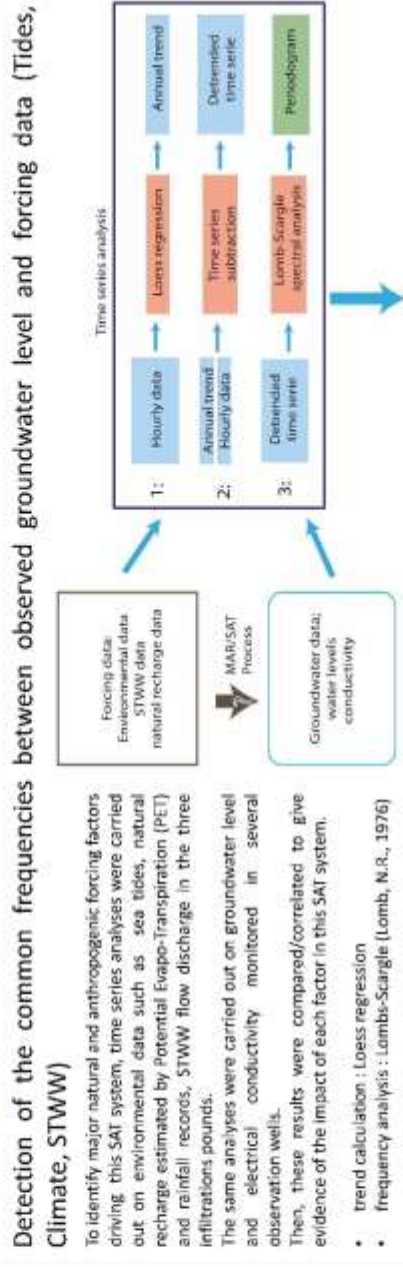 Detection of the common frequencies between observed groundwater level and forcing data (Tides,
Climate, STWW)
To identify major natural and anthropogenic forcing factors
driving this SAT system, time series analyses were carried
out on environmental data such as sea tides, natural
recharge estimated by Potential Evapo-Transpiration (PET)
and rainfall records, STWW flow discharge in the three
infiltrations pounds.
The same analyses were carried out on groundwater level
and electrical conductivity monitored in several
observation wells.
Then, these results were compared/correlated to give
evidence of the impact of each factor in this SAT system.
• trend calculation : Loess regression
• frequency analysis : Lombs-Scargle (Lomb, N.R., 1976)
Forcing data:
Environmental data
STWW data
natural recharge data
?
MAR/SAT
Process
Groundwater data;
water levels
conductivity
Time series analysis
1:
Hourly data
Loess regression
Annual trend
2:
Annual trend
Hourly data
Time series
subtraction
Detrended
time serie
3:
Detrended
time serie
Lomb-Scargle
spectral analysis
Periodogram